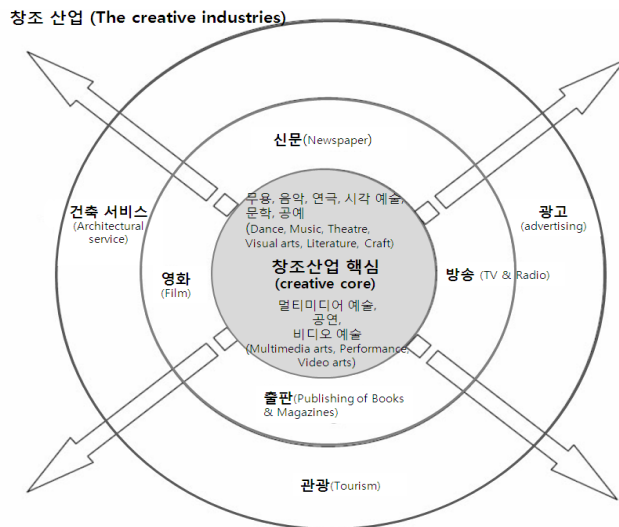 창조 산업 (The creative industries)
신문(Newspaper)
무용, 음악, 연극, 시각 예술,
문학, 공예
(Dance, Music, Theatre,
Visual arts, Literature, Craft)
건축 서비스
(Architectural
service)
광고
(advertising)
창조산업 핵심
(creative core)
영화
(Film)
방송 (TV & Radio)
멀티미디어 예술,
공연,
비디오 예술
(Multimedia arts, Performance,
Video arts)
출판(Publishing of Books
& Magazines)
관광(Tourism)